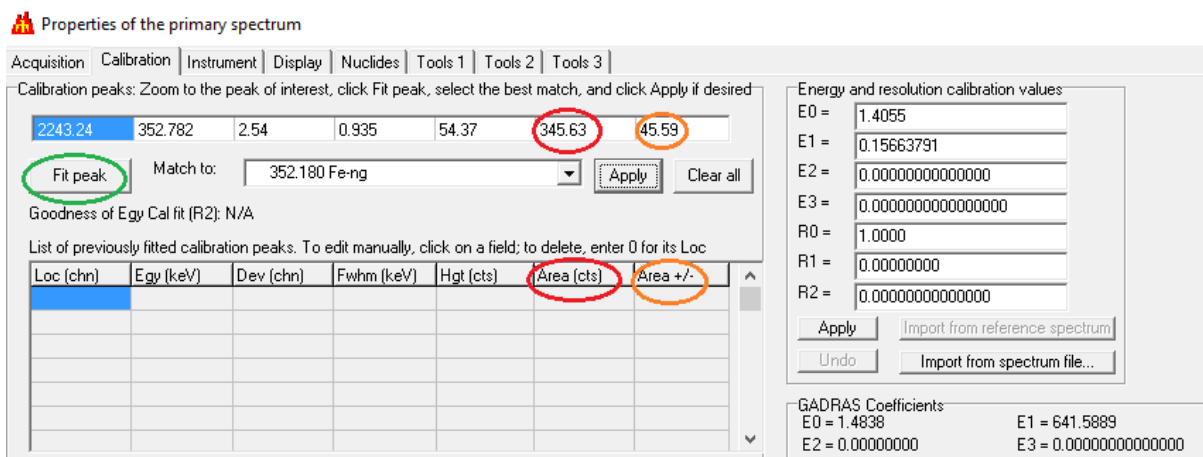 Properties of the primary spectrum
Acquisition Calibration Instrument Display Nuclides Tools 1 Tools 2 Tools 3
Calibration peaks: Zoom to the peak of interest, click Fit peak, select the best match, and click Apply if desired
2243.24 352.782 2.54 0.935 54.37 345.63 45.59
Fit peak Match to: 352.180 Fe-ng Apply Clear all
Goodness of Egy Cal fit (R2): N/A
List of previously fitted calibration peaks. To edit manually, click on a field; to delete, enter 0 for its Loc
Loc (chn) Egy (keV) Dev (chn) Fwhm (keV) Hgt (cts) Area (cts) Area +/-
Energy and resolution calibration values
E0 = 1.4055
E1 = 0.15663791
E2 = 0.00000000000000
E3 = 0.0000000000000000
R0 = 1.0000
R1 = 0.00000000
R2 = 0.00000000000000
Apply Import from reference spectrum
Undo Import from spectrum file...
GADRAS Coefficients
E0 = 1.4838 E1 = 641.5889
E2 = 0.00000000 E3 = 0.00000000000000